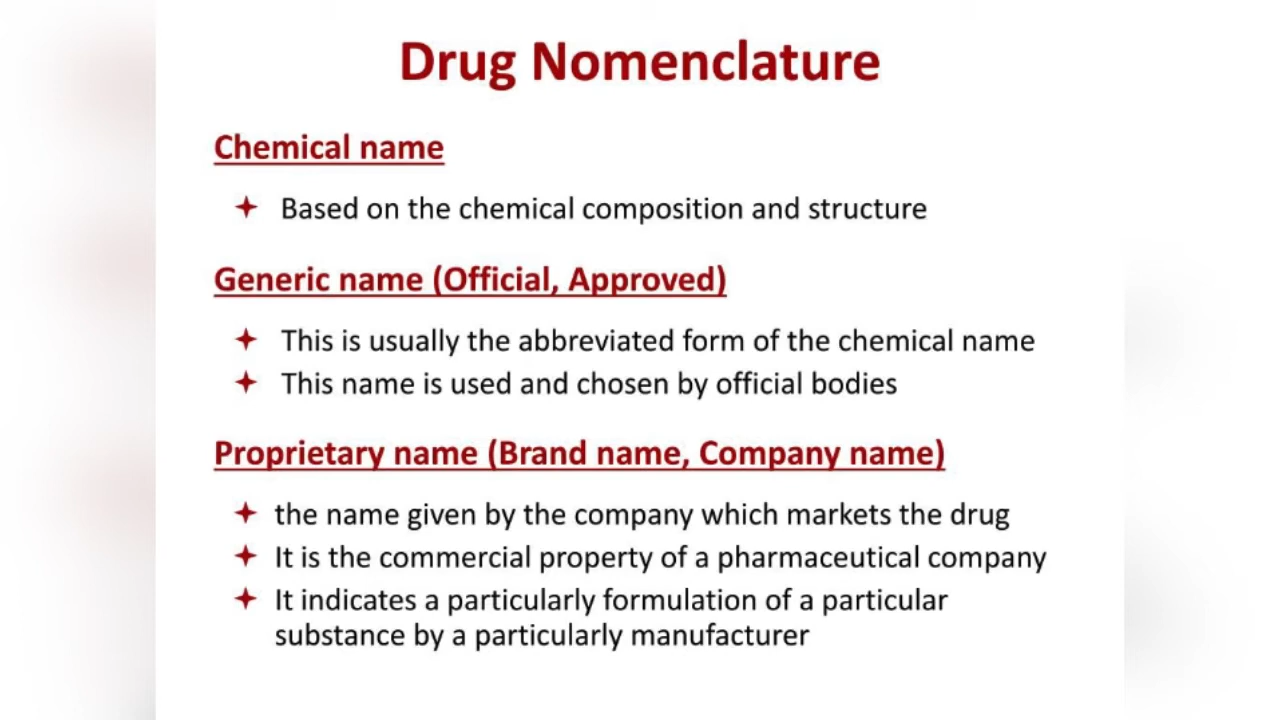 Drug Nomenclature
Chemical name
Based on the chemical composition and structure
Generic name (Official, Approved)
This is usually the abbreviated form of the chemical name
This name is used and chosen by official bodies
Proprietary name (Brand name, Company name)
the name given by the company which markets the drug
It is the commercial property of a pharmaceutical company
It indicates a particularly formulation of a particular
substance by a particularly manufacturer